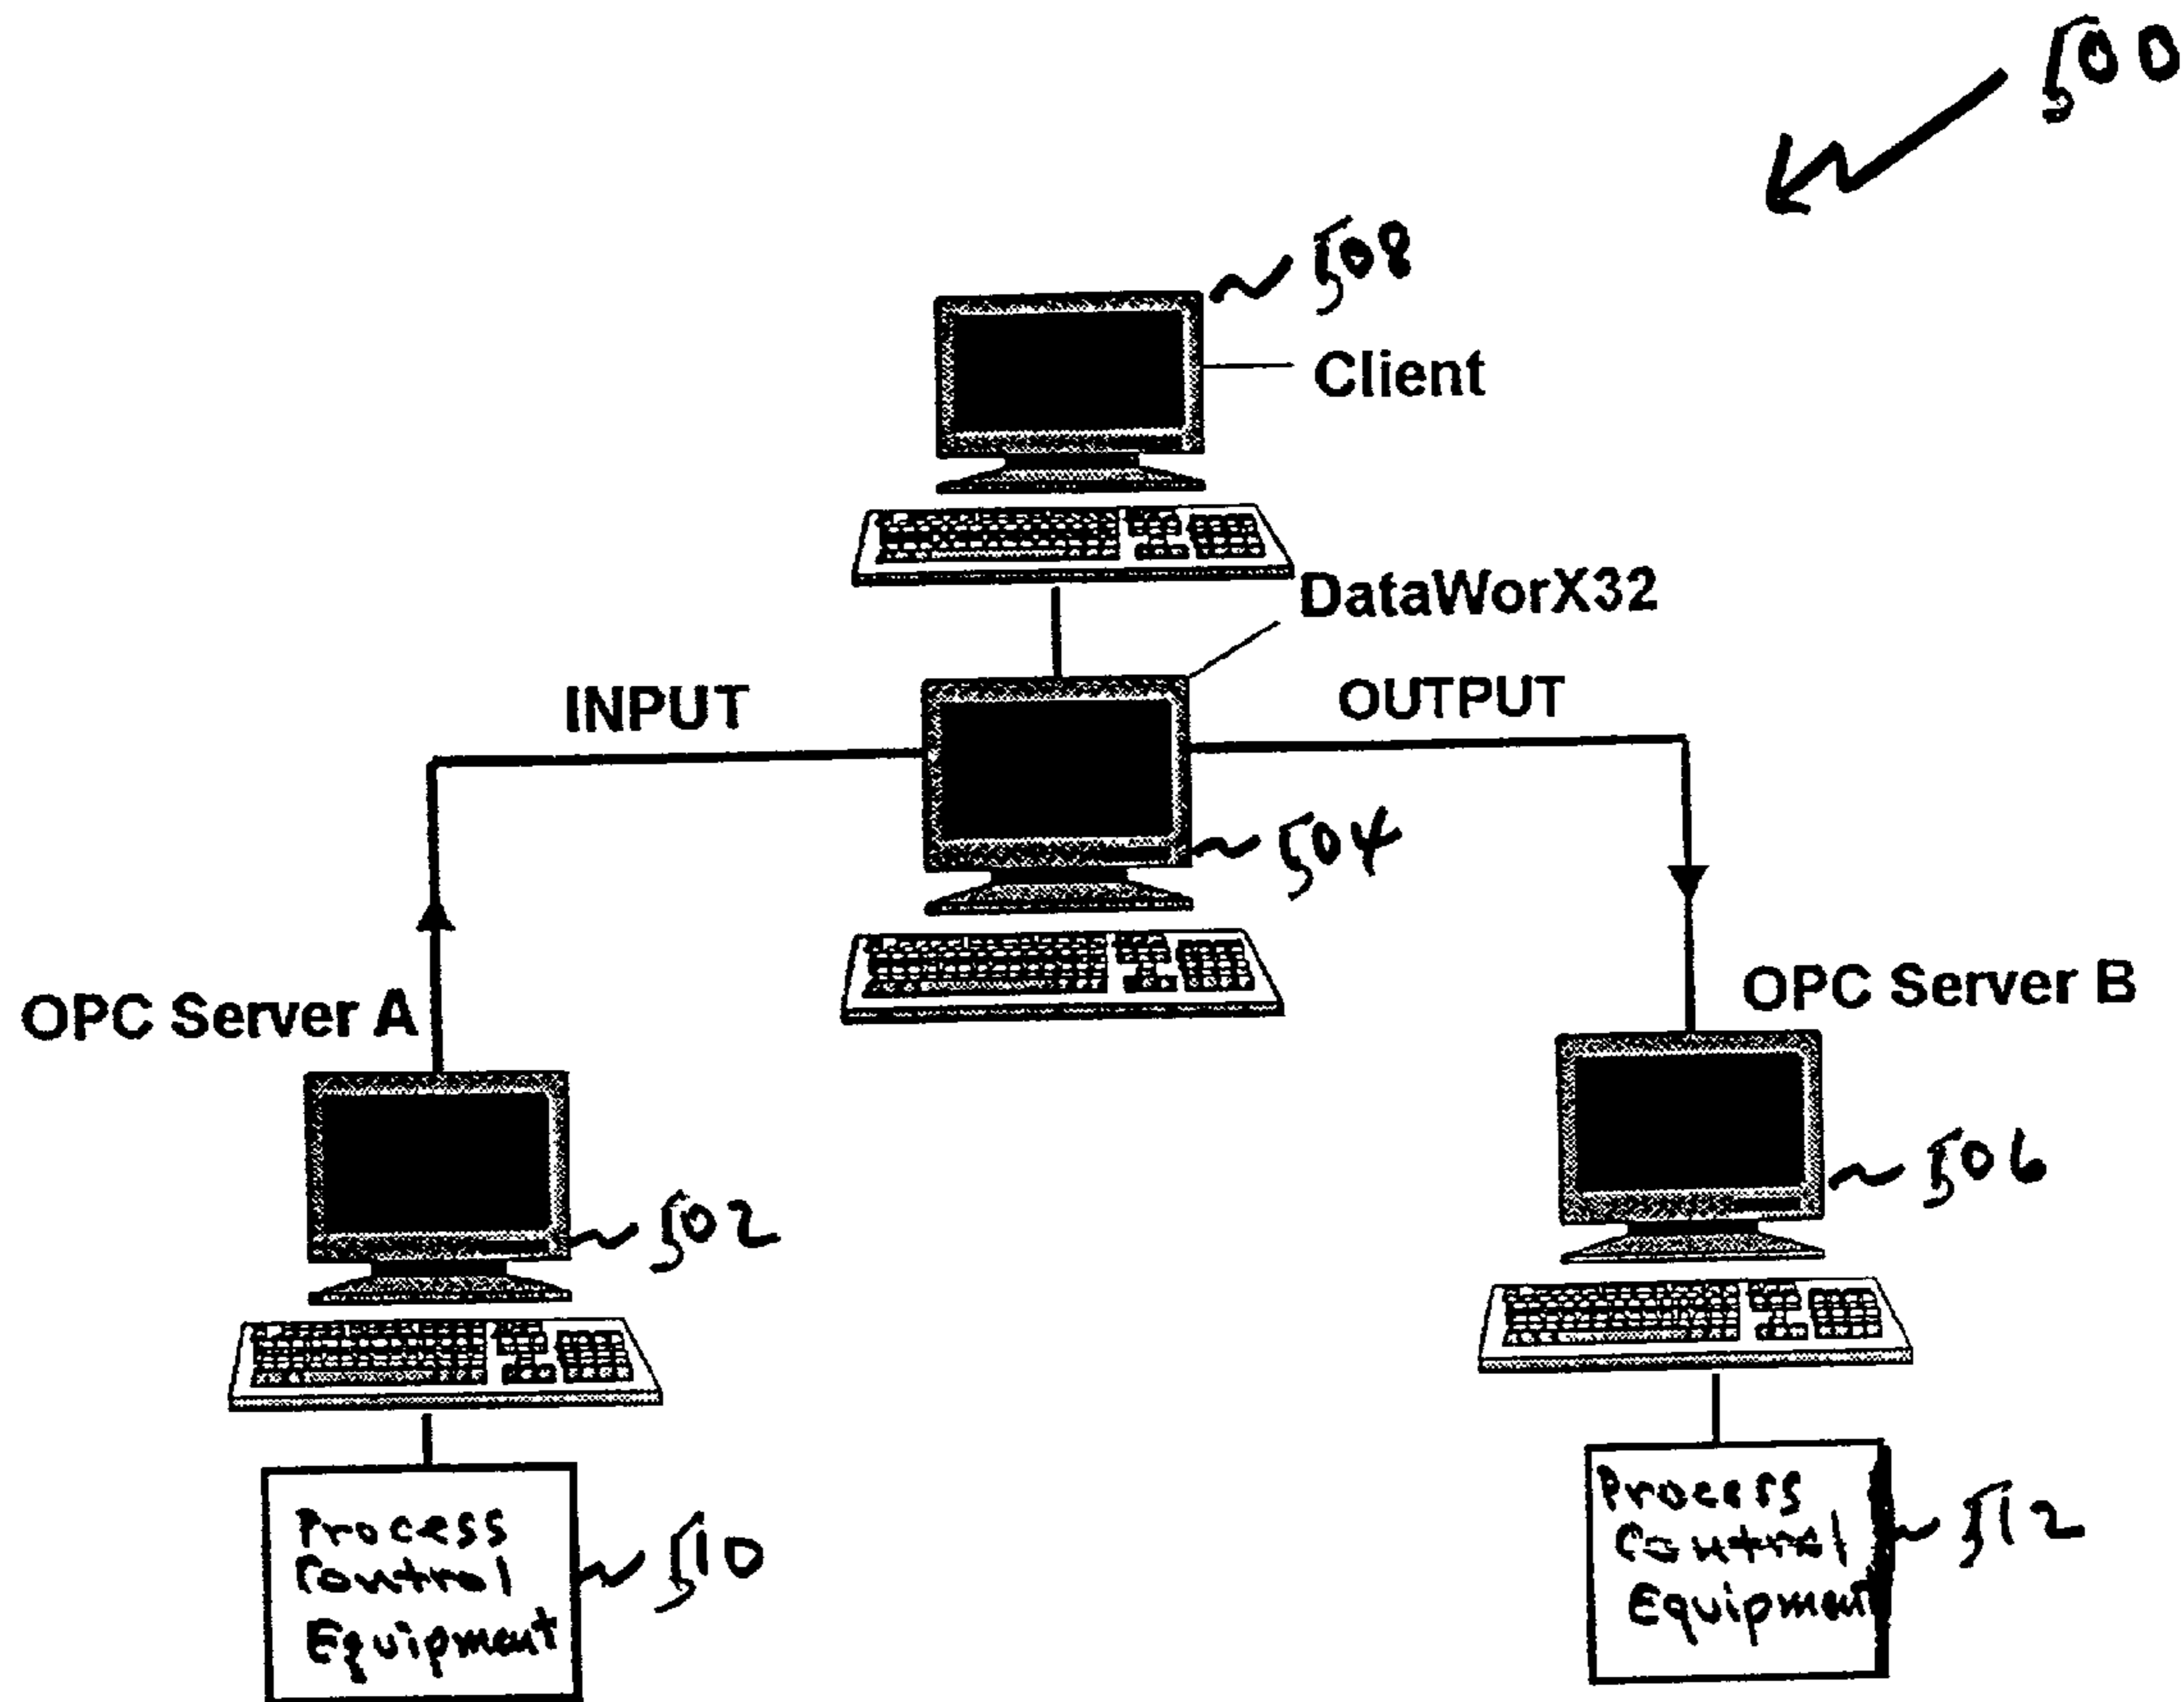 500
508
Client
DataWorX32
INPUT
OUTPUT
504
OPC Server A
OPC Server B
506
502
Process
Control
Equipment
510
Process
Control
Equipment
512